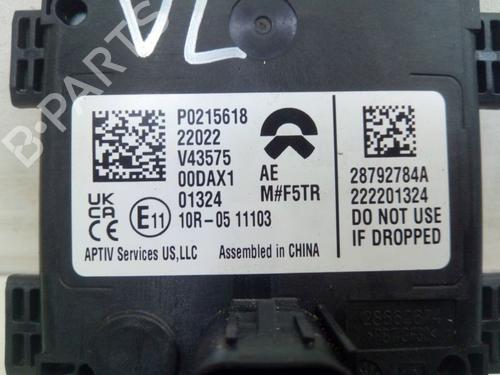 VL
B-PARTS
P0215618
22022
V43575
00DAX1
01324
AE
M#F5TR
28792784A
222201324
DO NOT USE
IF DROPPED
UK
CA
CE
E11
10R-05 11103
APTIV Services US,LLC
Assembled in CHINA